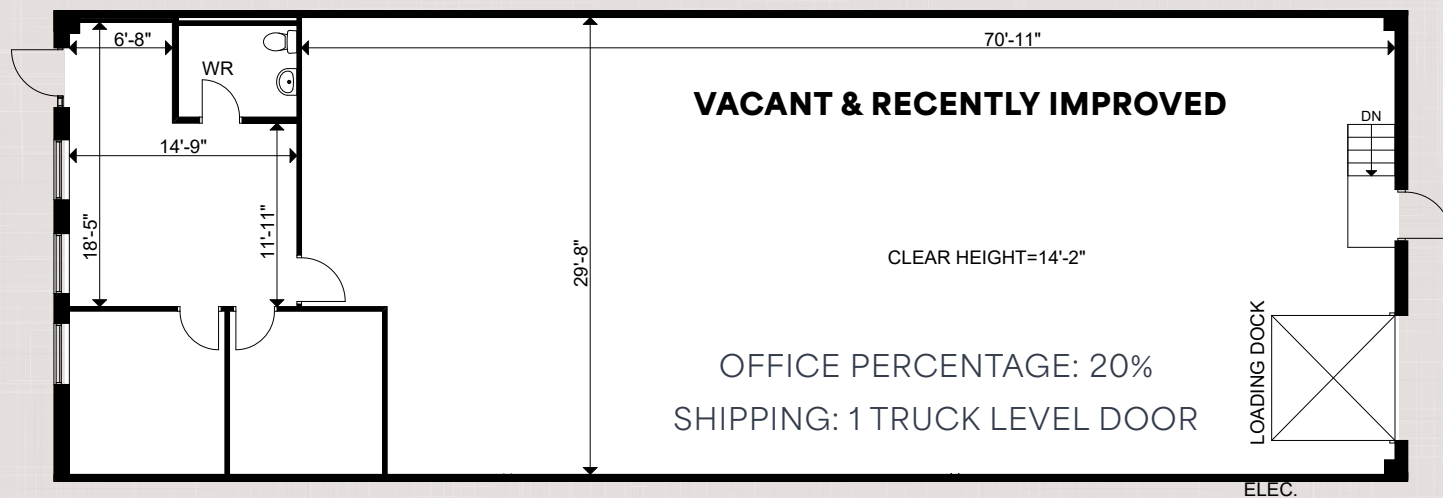 6'-8"
70'-11"
WR
VACANT & RECENTLY IMPROVED
DN
14'-9"
18'-5"
11'-11"
29'-8"
CLEAR HEIGHT=14'-2"
OFFICE PERCENTAGE: 20%
SHIPPING: 1 TRUCK LEVEL DOOR
LOADING DOCK
ELEC.